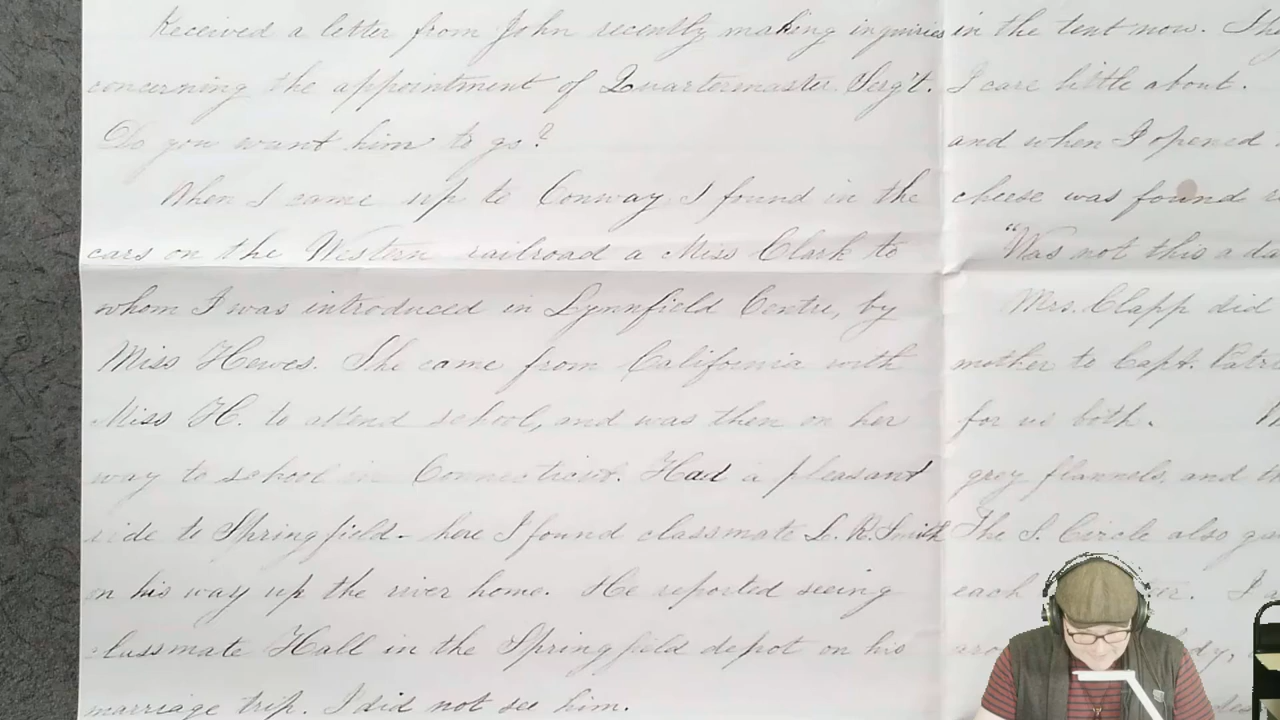 Received a letter from John recently making inquiries
concerning the appointment of Quartermaster Serg't.
Do you want him to go?
When I came up to Conway I found in the
cars on the Western railroad a Miss Clark to
whom I was introduced in Lynnfield Centre, by
Miss Hewes. She came from California with
Miss H. to attend school, and was then on her
way to school in Connecticut. Had a pleasant
ride to Springfield - here I found classmate L. R. Smith
on his way up the river home. He reported seeing
classmate Hall in the Springfield depot on his
marriage trip. I did not see him.
in the tent now.
I care little about.
and when I opened
cheese was found
"Was not this a
Mrs. Clapp did
mother to Capt.
for us both.
grey flannels, and
The S. Circle also
each